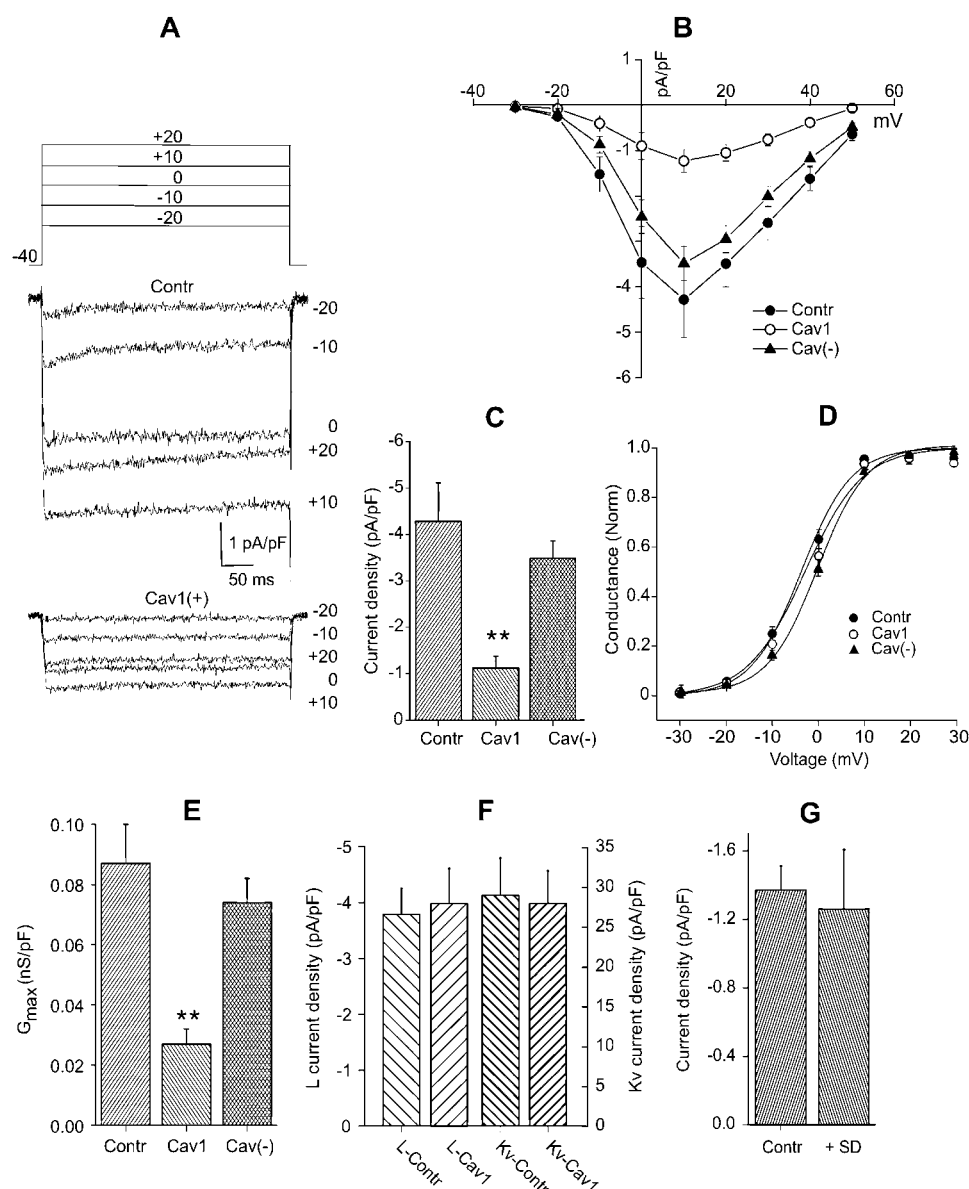 A
+20
+10
0
-10
-20
-40
Contr
-20
-10
0
+20
+10
1 pA/pF
50 ms
Cav1(+)
-20
-10
+20
0
+10
B
1
pA/pF
-40
-20
20
40
60
mV
-1
-4
-5
-6
Contr
Cav1
Cav(-)
C
Current density (pA/pF)
-6
-5
-4
-3
-2
-1
0
**
Contr
Cav1
Cav(-)
D
Conductance (Norm)
1.0
0.8
0.6
0.4
0.2
0
Contr
Cav1
Cav(-)
-30
-20
-10
0
10
20
30
Voltage (mV)
E
Gmax (nS/pF)
0.10
0.08
0.06
0.04
0.02
0.00
**
Contr
Cav1
Cav(-)
F
L current density (pA/pF)
-5
-4
-3
-2
-1
0
35
30
25
20
15
10
5
0
Kv current density (pA/pF)
L-Contr
L-Cav1
Kv-Contr
Kv-Cav1
G
Current density (pA/pF)
-1.6
-1.2
-0.8
-0.4
0.0
Contr
+ SD